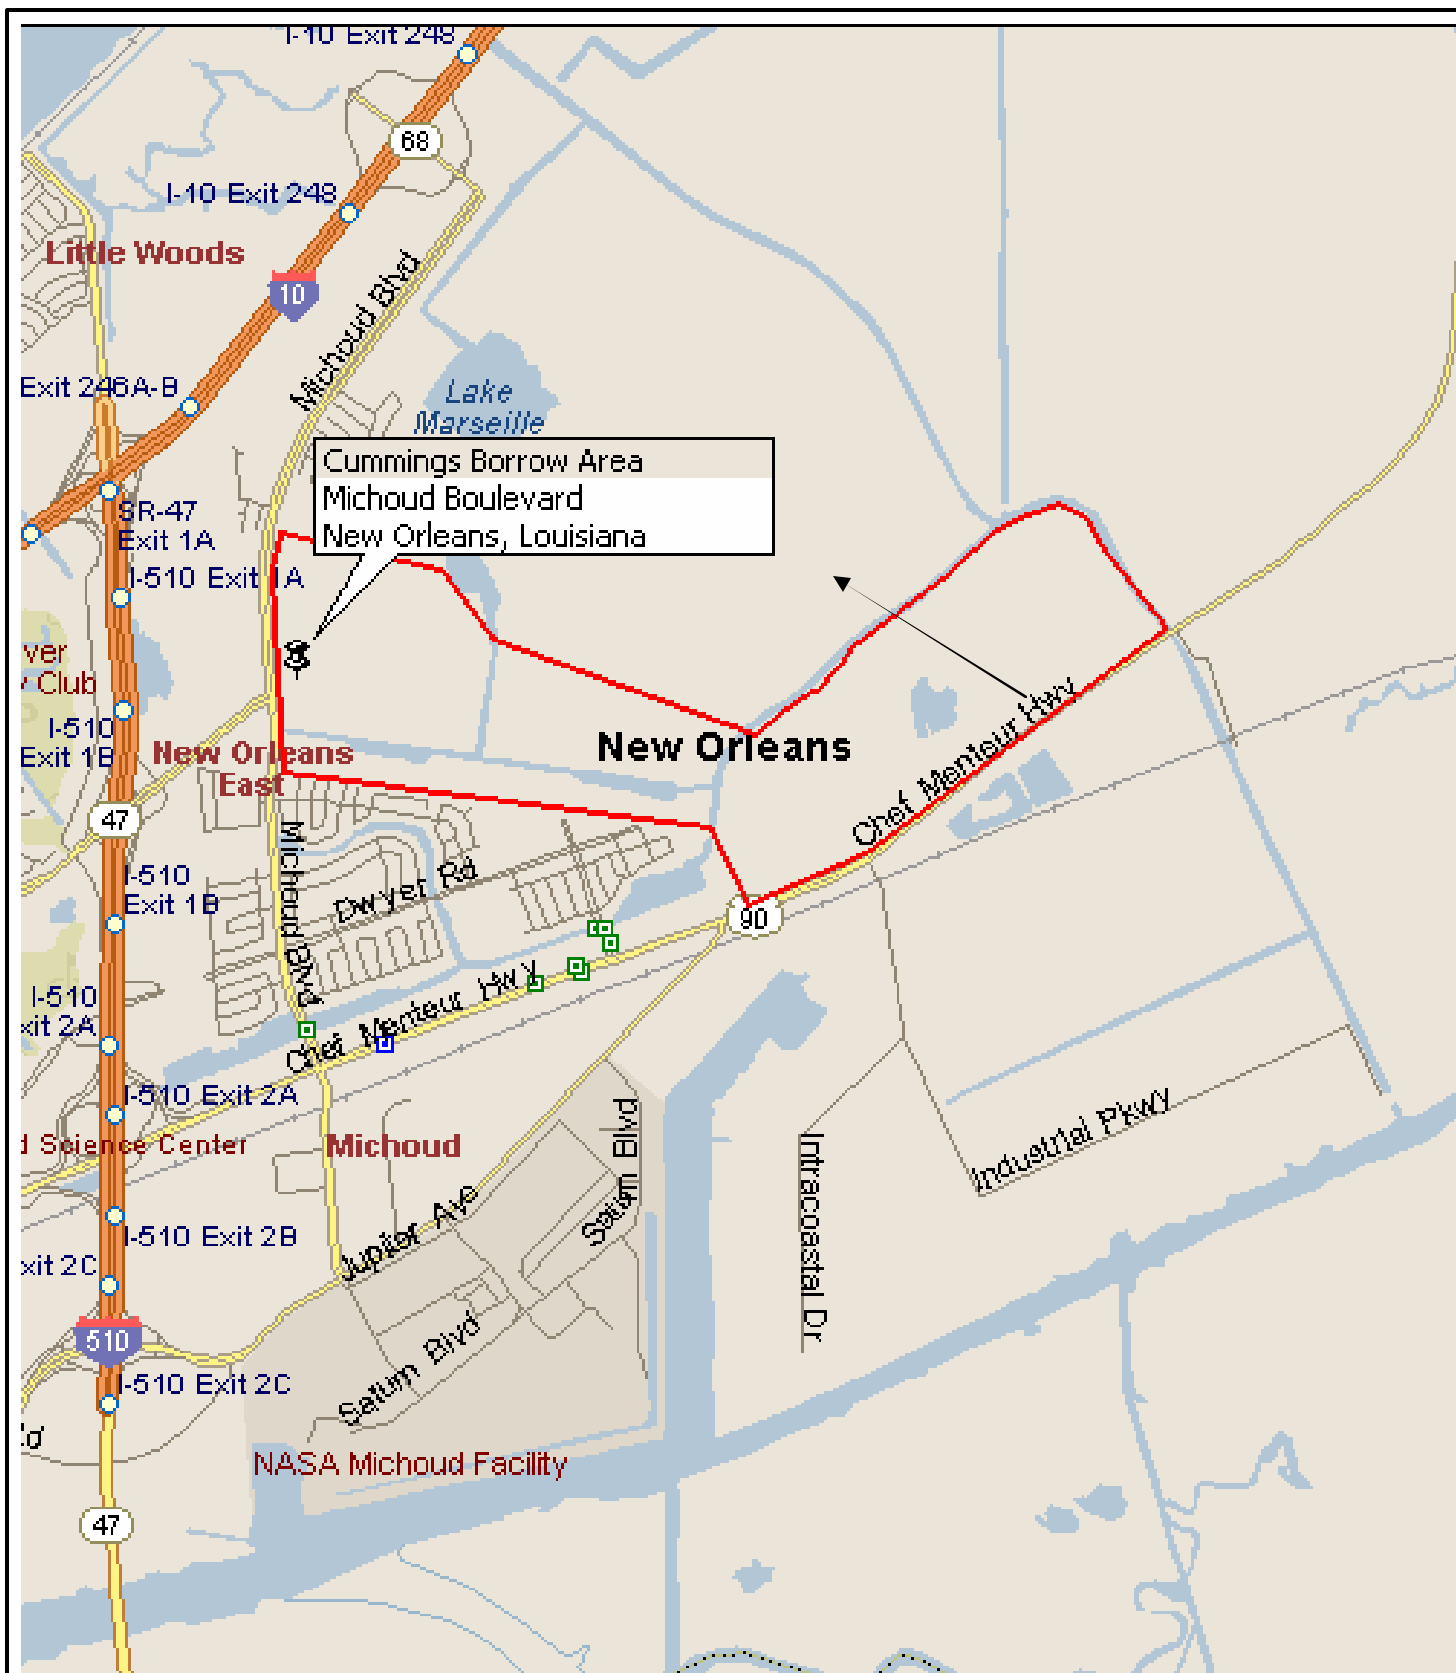 I-10 Exit 248
68
I-10 Exit 248
Little Woods
10
Michoud Blvd
Exit 246A-B
Lake
Marseille
Cummings Borrow Area
Michoud Boulevard
New Orleans, Louisiana
SR-47
Exit 1A
I-510 Exit 1A
ver
Club
I-510
Exit 1B
New Orleans
East
New Orleans
Chef Menteur Hwy
47
Michoud Blvd
I-510
Exit 1B
Dwyer Rd
90
I-510
xit 2A
Chef Menteur Hwy
I-510 Exit 2A
d Science Center
Michoud
Saturn Blvd
Industrial Pkwy
Intracoastal Dr
Jupiter Ave
I-510 Exit 2B
xit 2C
510
Saturn Blvd
I-510 Exit 2C
NASA Michoud Facility
47